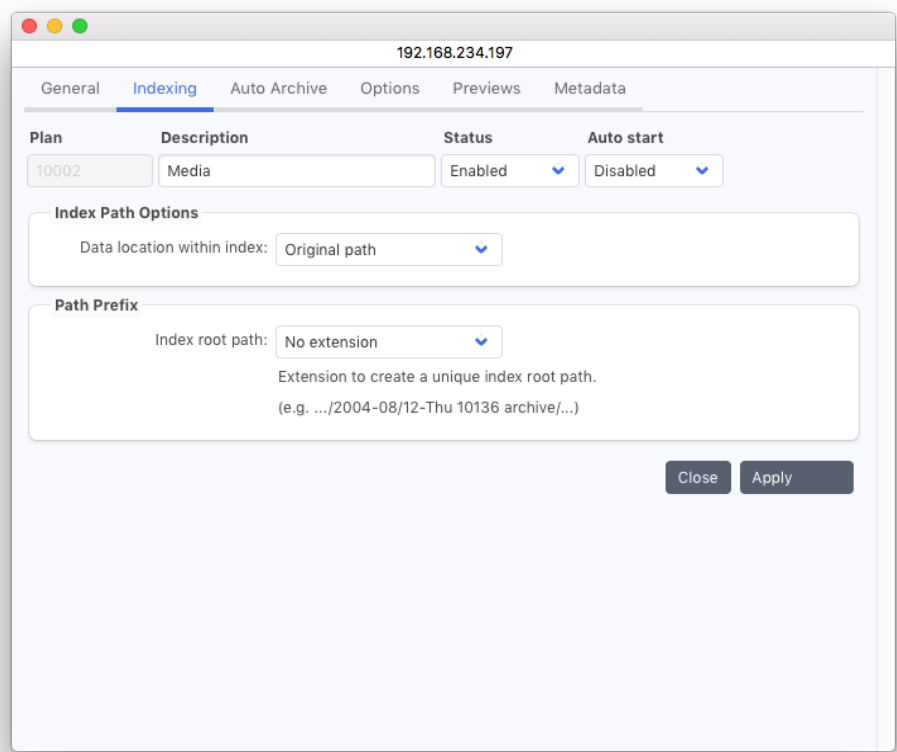 192.168.234.197
General Indexing Auto Archive Options Previews Metadata
Plan Description Status Auto start
10002 Media Enabled Disabled
Index Path Options
Data location within index: Original path
Path Prefix
Index root path: No extension
Extension to create a unique index root path.
(e.g. .../2004-08/12-Thu 10136 archive/...)
Close Apply